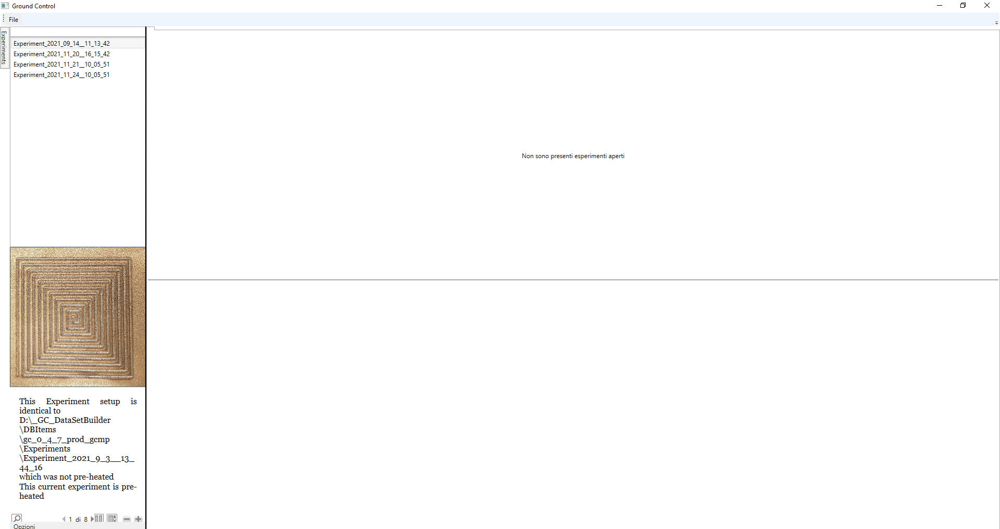 Ground Control
File
Experiments
Experiment_2021_09_14__11_13_42
Experiment_2021_11_20__16_15_42
Experiment_2021_11_21__10_05_51
Experiment_2021_11_24__10_05_51
Non sono presenti esperimenti aperti
This Experiment setup is
identical to
D:\_GC_DataSetBuilder
\DBItems
\gc_0_4_7_prod_gcmp
\Experiments
\Experiment_2021_9_3__13_
44_16
which was not pre-heated
This current experiment is pre-
heated
1 di 8
Opzioni